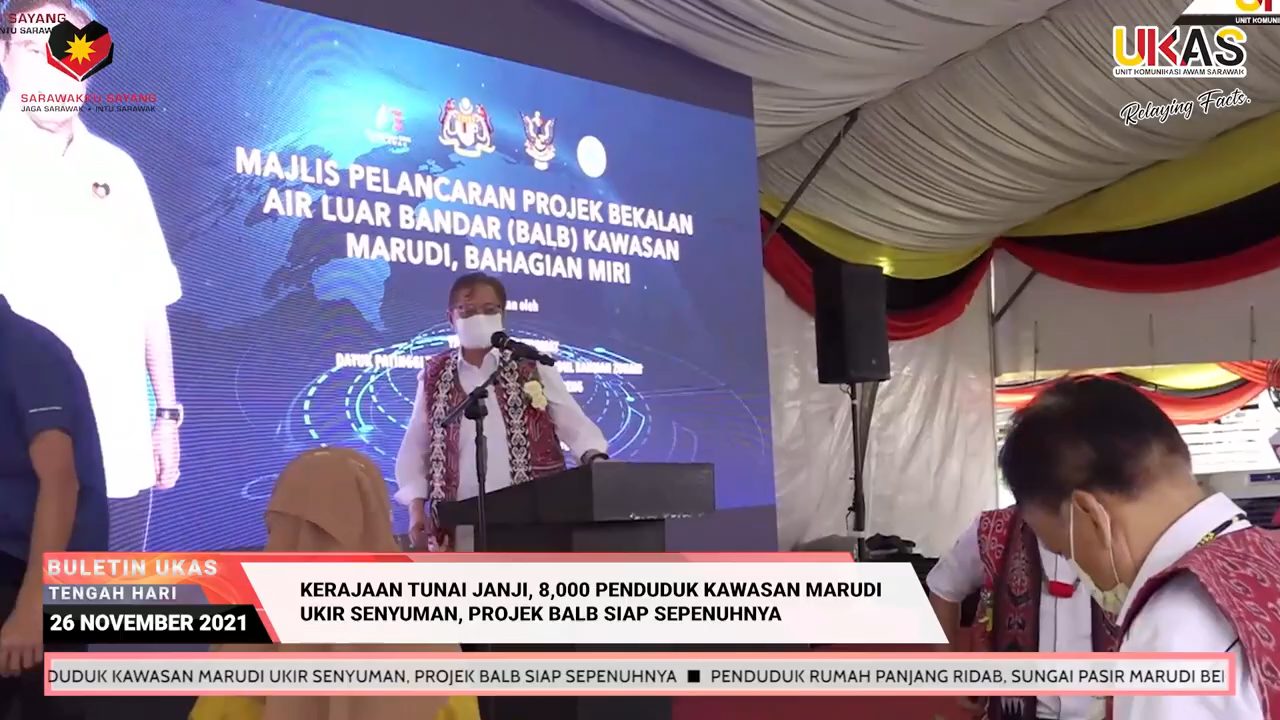 SAYANG
SARAWAKKU SAYANG
JAGA SARAWAK • INTU SARAWAK
UKAS
UNIT KOMUNIKASI AWAM SARAWAK
Relaying Facts.
MAJLIS PELANCARAN PROJEK BEKALAN
AIR LUAR BANDAR (BALB) KAWASAN
MARUDI, BAHAGIAN MIRI
oleh
DATUK
BULETIN UKAS
TENGAH HARI
26 NOVEMBER 2021
KERAJAAN TUNAI JANJI, 8,000 PENDUDUK KAWASAN MARUDI
UKIR SENYUMAN, PROJEK BALB SIAP SEPENUHNYA
DUDUK KAWASAN MARUDI UKIR SENYUMAN, PROJEK BALB SIAP SEPENUHNYA ■ PENDUDUK RUMAH PANJANG RIDAB, SUNGAI PASIR MARUDI BE